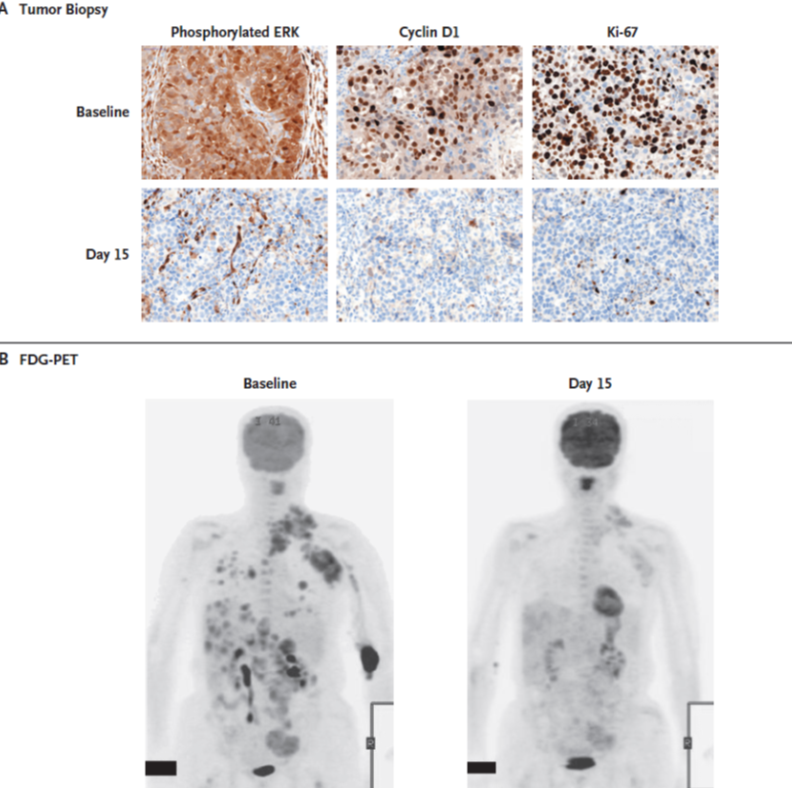 A Tumor Biopsy
Phosphorylated ERK Cyclin D1 Ki-67
Baseline
Day 15
B FDG-PET
Baseline Day 15